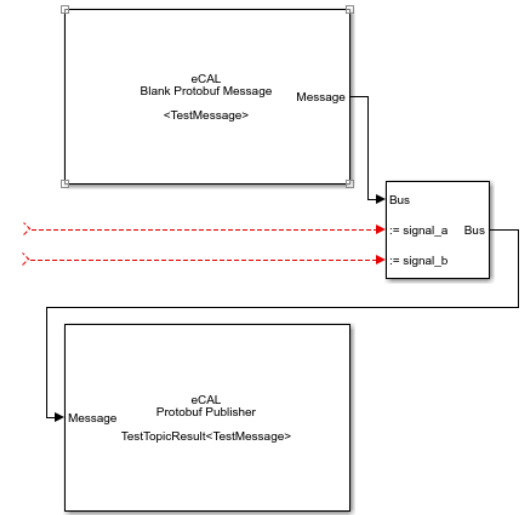 eCAL
Blank Protobuf Message
<TestMessage>
Message
Bus
:= signal_a
Bus
:= signal_b
eCAL
Protobuf Publisher
Message
TestTopicResult<TestMessage>